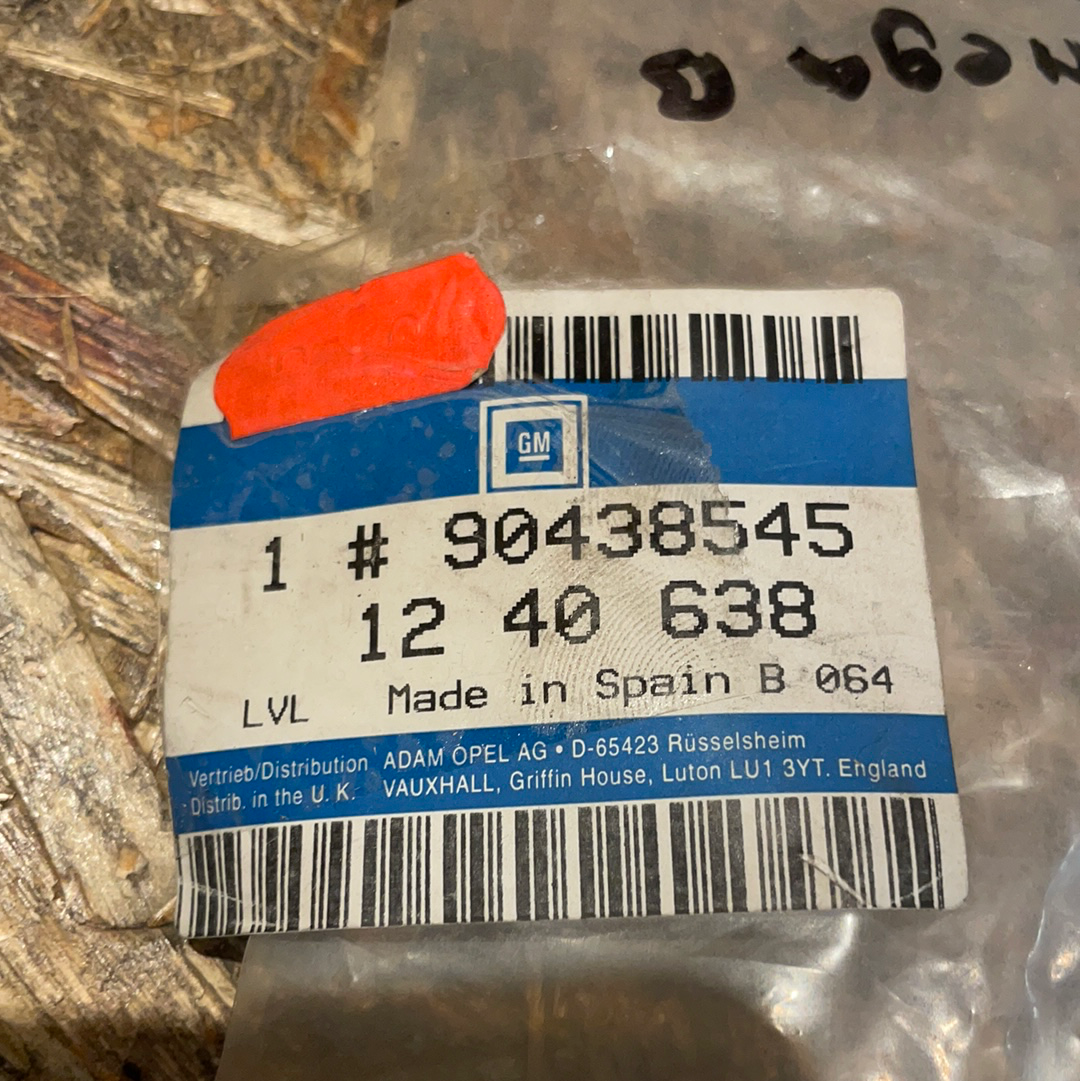 Omega B
GM
1 # 90438545
12 40 638
LVL Made in Spain B 064
Vertrieb/Distribution ADAM OPEL AG • D-65423 Rüsselsheim
Distrib. in the U. K. VAUXHALL, Griffin House, Luton LU1 3YT. England